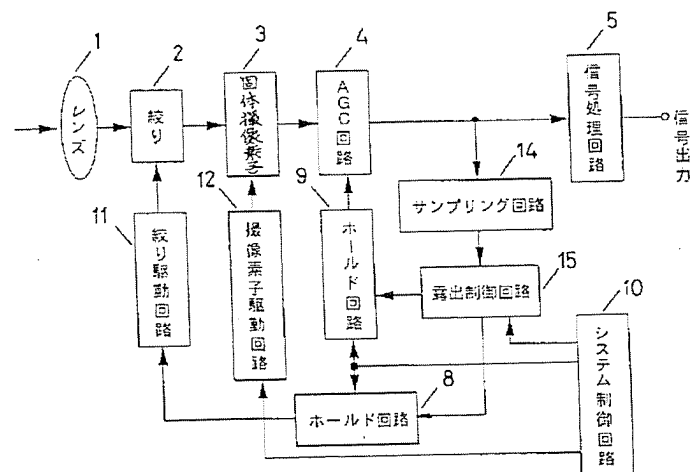 1
2
3
4
5
レンズ
絞り
固体撮像素子
AGC回路
信号処理回路
信号出力
14
サンプリング回路
11
絞り駆動回路
12
撮像素子駆動回路
9
ホールド回路
15
露出制御回路
10
システム制御回路
8
ホールド回路